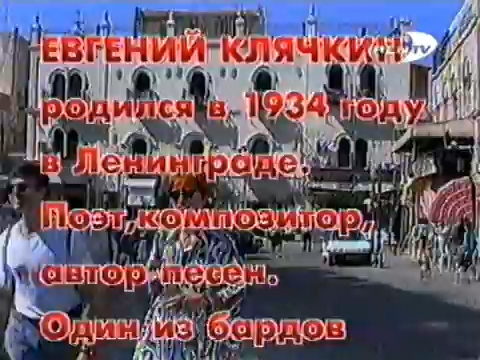 ЕВГЕНИЙ КЛЯЧКИН
родился в 1934 году
в Ленинграде.
Поэт,композитор,
автор песен.
Один из бардов